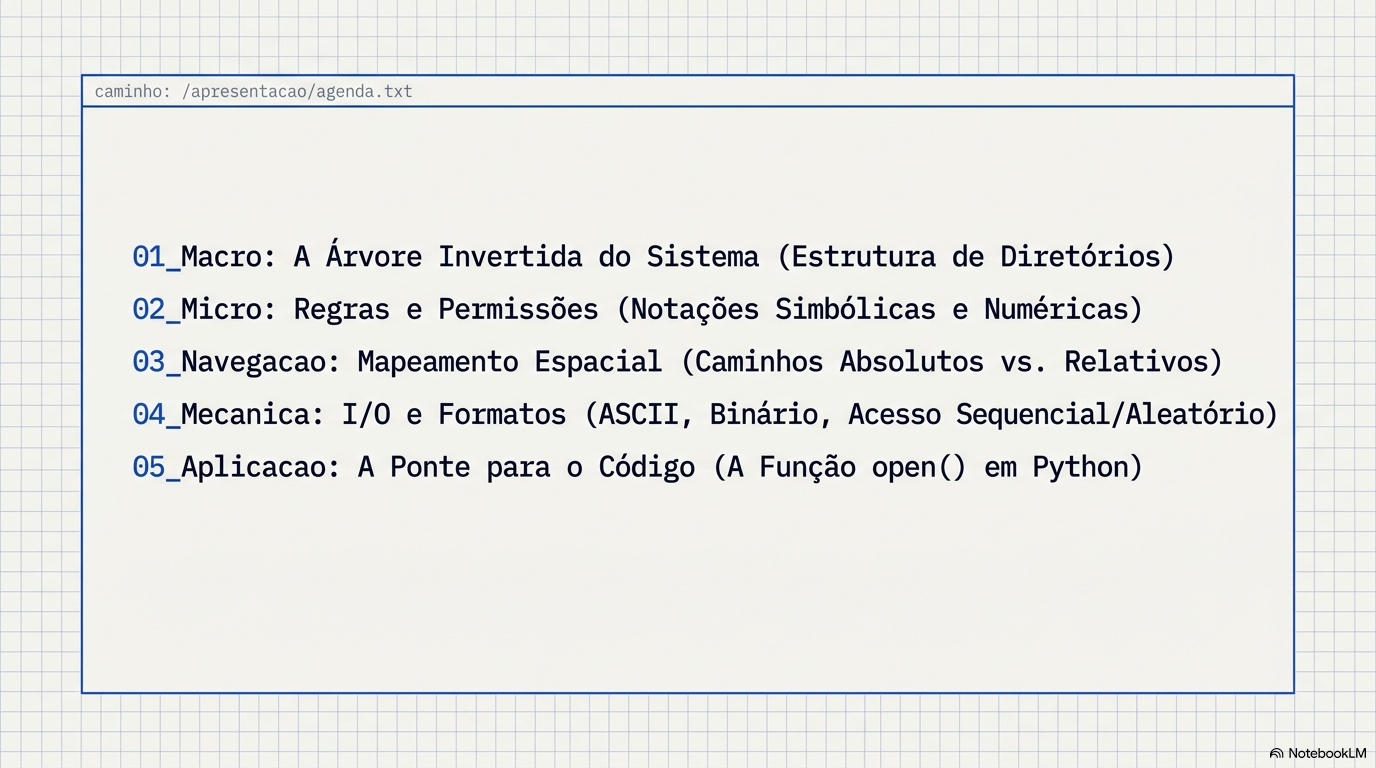 caminho: /apresentacao/agenda.txt
01_Macro: A Árvore Invertida do Sistema (Estrutura de Diretórios)
02_Micro: Regras e Permissões (Notações Simbólicas e Numéricas)
03_Navegacao: Mapeamento Espacial (Caminhos Absolutos vs. Relativos)
04_Mecanica: I/O e Formatos (ASCII, Binário, Acesso Sequencial/Aleatório)
05_Aplicacao: A Ponte para o Código (A Função open() em Python)
NotebookLM